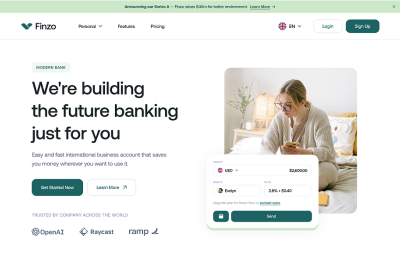 Announcing our Series A — Finzo raises $40m for better environment. Learn More →
Finzo
Personal
Features
Pricing
EN
Login
Sign Up
MODERN BANK
We're building
the future banking
just for you
Easy and fast international business account that saves
you money wherever you want to use it
Get Started Now
Learn More
TRUSTED BY COMPANY ACROSS THE WORLD
OpenAI
Raycast
ramp
USD
$2,600.00
Evelyn
2.8% + $0.40
contact sales
Send